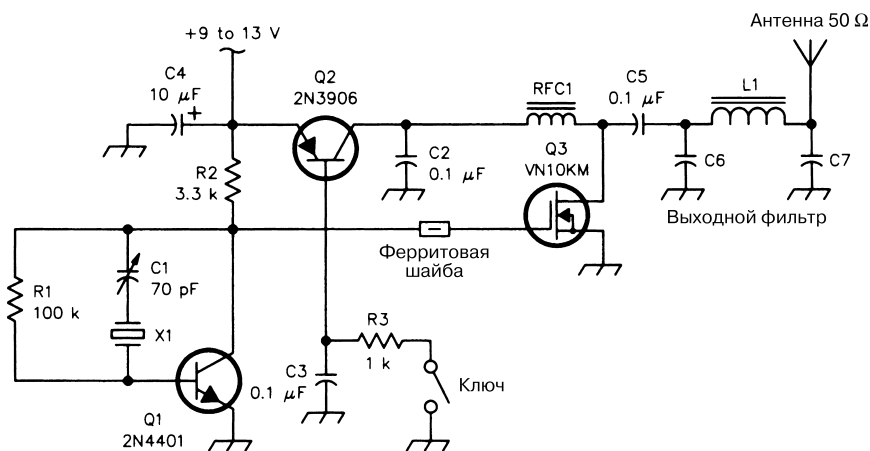 +9 to 13 V
Антенна 50 Ω
C4
10 μF
+
Q2
2N3906
RFC1
C5
0.1 μF
L1
R2
3.3 k
C2
0.1 μF
Q3
VN10KM
C6
C7
Выходной фильтр
Ферритовая
шайба
C1
70 pF
R1
100 k
X1
R3
1 k
C3
0.1
μF
Ключ
Q1
2N4401